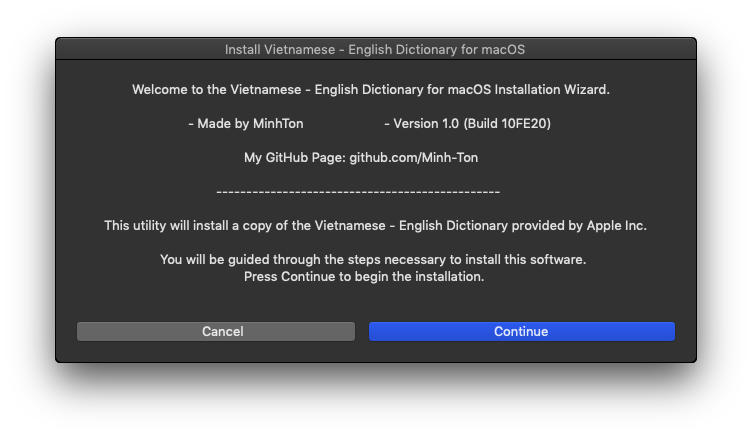 Install Vietnamese - English Dictionary for macOS
Welcome to the Vietnamese - English Dictionary for macOS Installation Wizard.
- Made by MinhTon - Version 1.0 (Build 10FE20)
My GitHub Page: github.com/Minh-Ton
-----------------------------------------------
This utility will install a copy of the Vietnamese - English Dictionary provided by Apple Inc.
You will be guided through the steps necessary to install this software.
Press Continue to begin the installation.
Cancel Continue